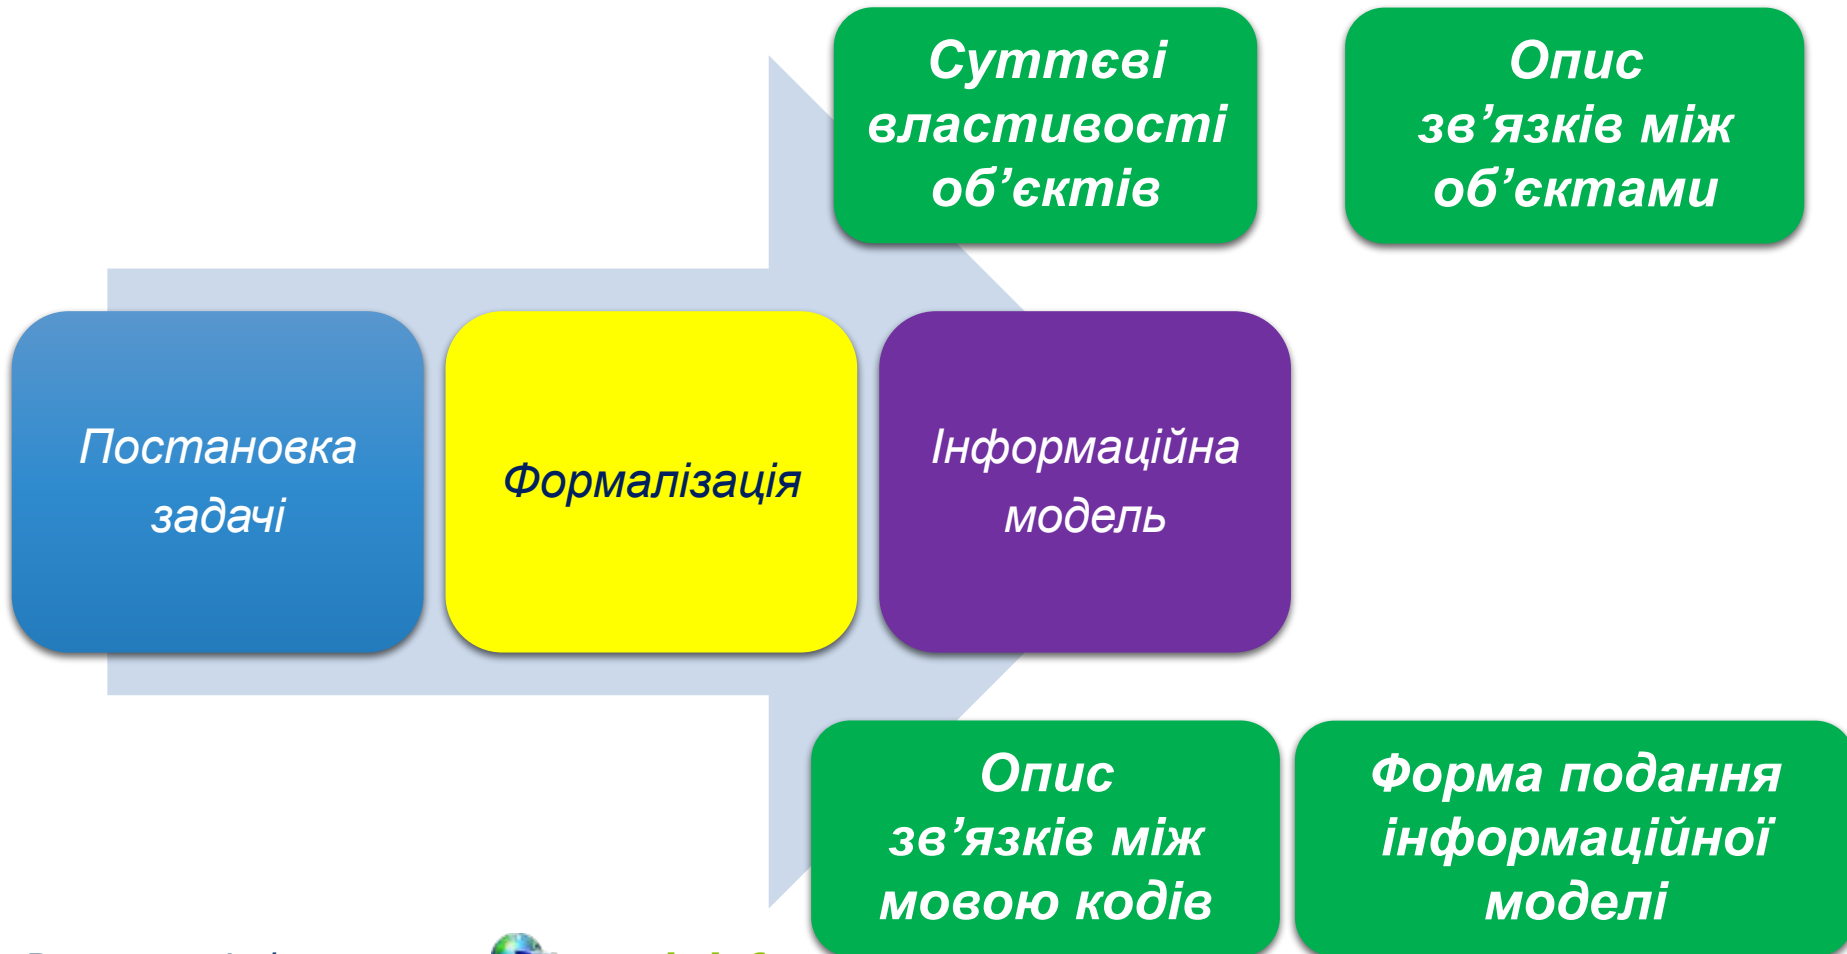 Суттєві
властивості
об’єктів
Опис
зв’язків між
об’єктами
Постановка
задачі
Формалізація
Інформаційна
модель
Опис
зв’язків між
мовою кодів
Форма подання
інформаційної
моделі